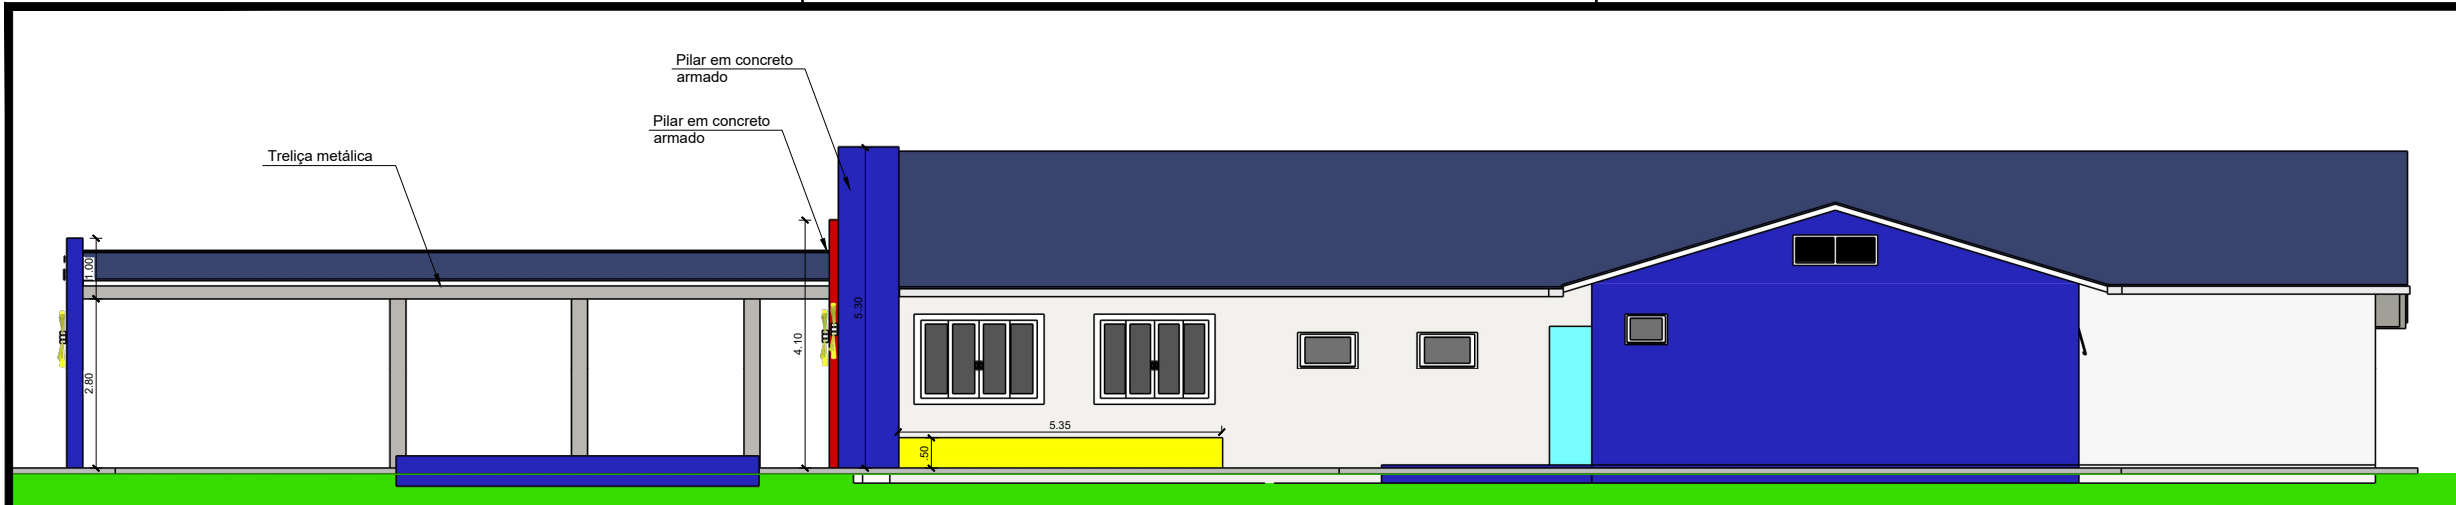 Pilar em concreto
armado
Pilar em concreto
armado
Treliça metálica
1.00
2.80
4.10
5.30
5.35
.50